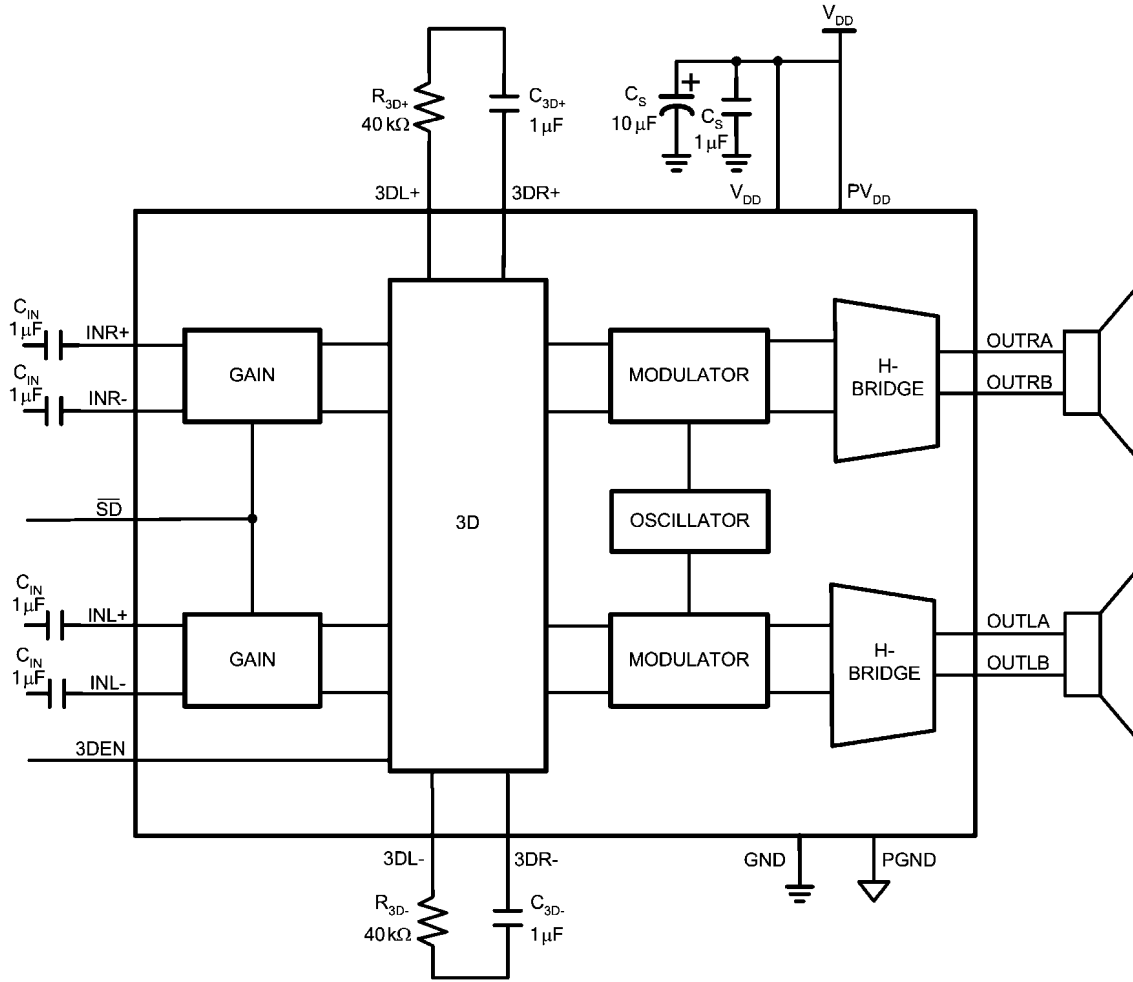 V_DD
R_3D+
40 kΩ
C_3D+
1 μF
C_S
10 μF
+
C_S
1 μF
3DL+
3DR+
V_DD
PV_DD
C_IN
1 μF
INR+
C_IN
1 μF
INR-
GAIN
MODULATOR
H-
BRIDGE
OUTRA
OUTRB
S̅D̅
3D
OSCILLATOR
C_IN
1 μF
INL+
C_IN
1 μF
INL-
GAIN
MODULATOR
H-
BRIDGE
OUTLA
OUTLB
3DEN
3DL-
3DR-
GND
PGND
R_3D-
40 kΩ
C_3D-
1 μF